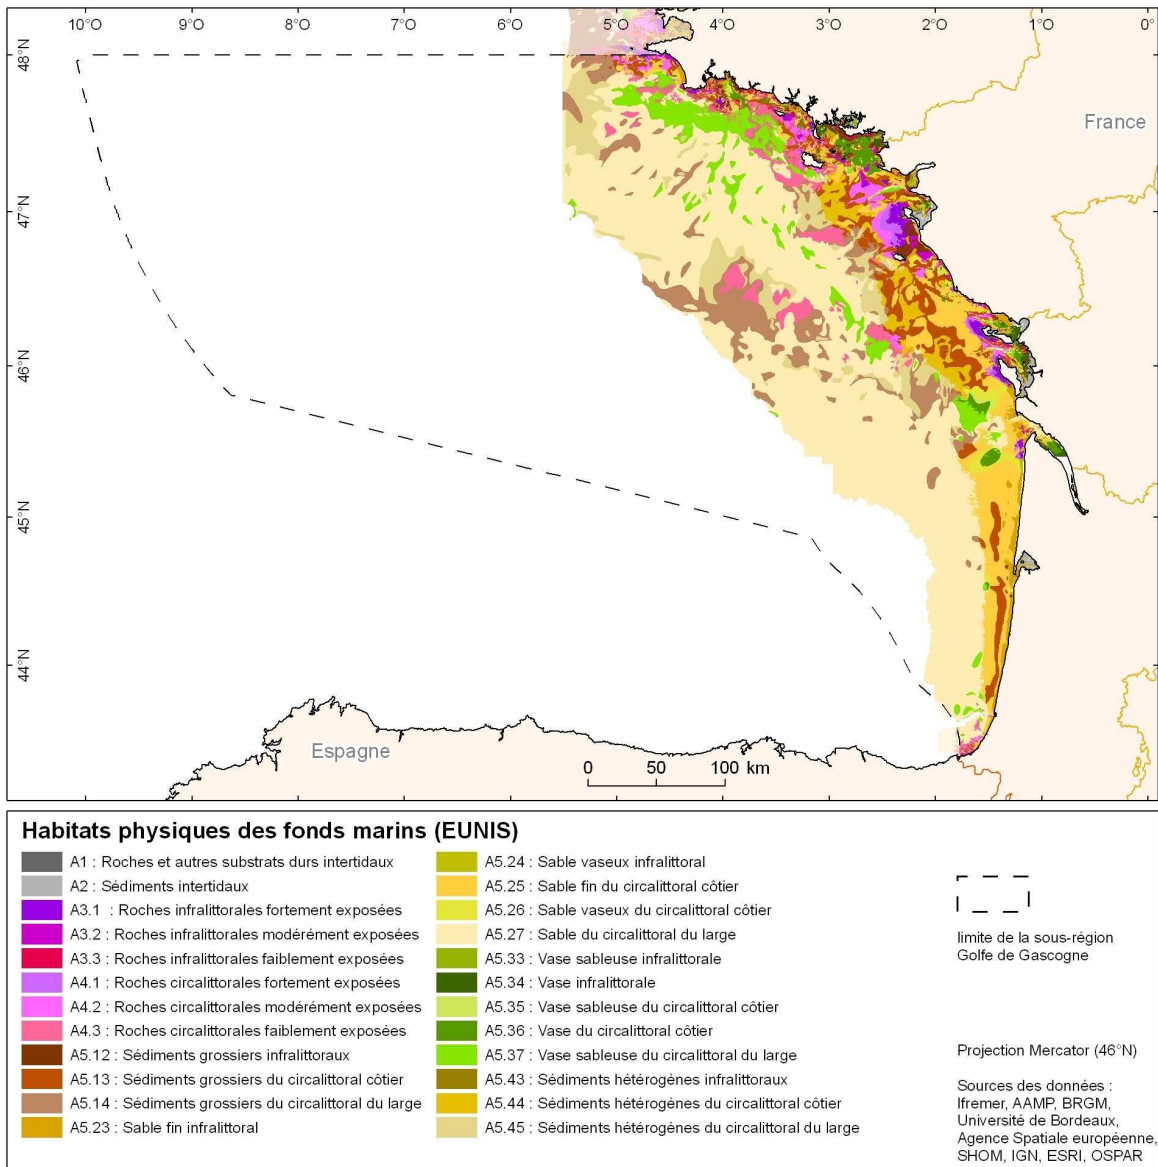 10°O 9°O 8°O 7°O 6°O 5°O 4°O 3°O 2°O 1°O 0°
48°N
47°N
46°N
45°N
44°N
France
Espagne
0 50 100 km
Habitats physiques des fonds marins (EUNIS)
A1 : Roches et autres substrats durs intertidaux
A2 : Sédiments intertidaux
A3.1 : Roches infralittorales fortement exposées
A3.2 : Roches infralittorales modérément exposées
A3.3 : Roches infralittorales faiblement exposées
A4.1 : Roches circalittorales fortement exposées
A4.2 : Roches circalittorales modérément exposées
A4.3 : Roches circalittorales faiblement exposées
A5.12 : Sédiments grossiers infralittoraux
A5.13 : Sédiments grossiers du circalittoral côtier
A5.14 : Sédiments grossiers du circalittoral du large
A5.23 : Sable fin infralittoral
A5.24 : Sable vaseux infralittoral
A5.25 : Sable fin du circalittoral côtier
A5.26 : Sable vaseux du circalittoral côtier
A5.27 : Sable du circalittoral du large
A5.33 : Vase sableuse infralittorale
A5.34 : Vase infralittorale
A5.35 : Vase sableuse du circalittoral côtier
A5.36 : Vase du circalittoral côtier
A5.37 : Vase sableuse du circalittoral du large
A5.43 : Sédiments hétérogènes infralittoraux
A5.44 : Sédiments hétérogènes du circalittoral côtier
A5.45 : Sédiments hétérogènes du circalittoral du large
limite de la sous-région
Golfe de Gascogne
Projection Mercator (46°N)
Sources des données :
Ifremer, AAMP, BRGM,
Université de Bordeaux,
Agence Spatiale européenne,
SHOM, IGN, ESRI, OSPAR